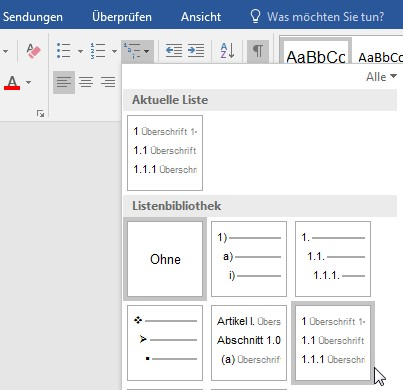 Sendungen Überprüfen Ansicht Was möchten Sie tun?
AaBbCc AaBbCc
A
Alle
Aktuelle Liste
1 Überschrift 1
1.1 Überschrift
1.1.1 Überschri
Listenbibliothek
Ohne
1)
a)
i)
1.
1.1.
1.1.1.
Artikel I. Übers
Abschnitt 1.0
(a) Überschrif
1 Überschrift 1
1.1 Überschrift
1.1.1 Überschri